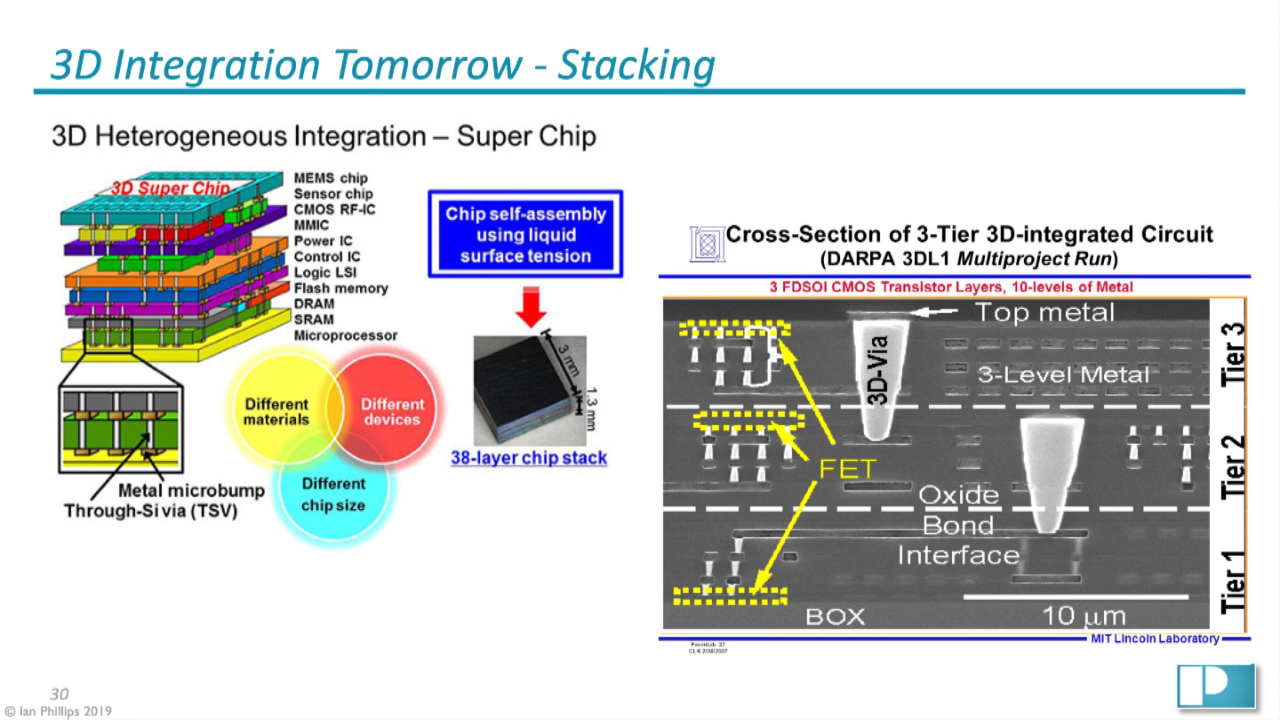 3D Integration Tomorrow - Stacking
3D Heterogeneous Integration – Super Chip
3D Super Chip
MEMS chip
Sensor chip
CMOS RF-IC
MMIC
Power IC
Control IC
Logic LSI
Flash memory
DRAM
SRAM
Microprocessor
Metal microbump
Through-Si via (TSV)
Different
materials
Different
devices
Different
chip size
Chip self-assembly
using liquid
surface tension
3 mm
1.3 mm
38-layer chip stack
Cross-Section of 3-Tier 3D-integrated Circuit
(DARPA 3DL1 Multiproject Run)
3 FDSOI CMOS Transistor Layers, 10-levels of Metal
Top metal
3D-Via
3-Level Metal
Tier 3
FET
Tier 2
Oxide
Bond
Interface
Tier 1
BOX
10 μm
MIT Lincoln Laboratory
CLK 2/28/2007
30
© Ian Phillips 2019